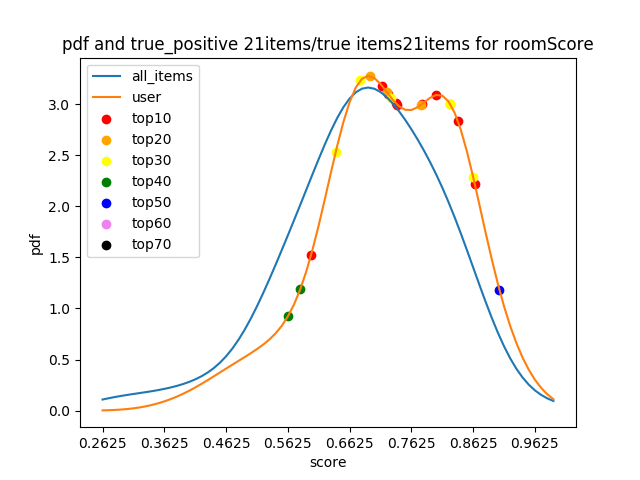 pdf and true_positive 21items/true items21items for roomScore
all_items
user
top10
top20
top30
top40
top50
top60
top70
3.0
2.5
2.0
1.5
1.0
0.5
0.0
pdf
0.2625 0.3625 0.4625 0.5625 0.6625 0.7625 0.8625 0.9625
score